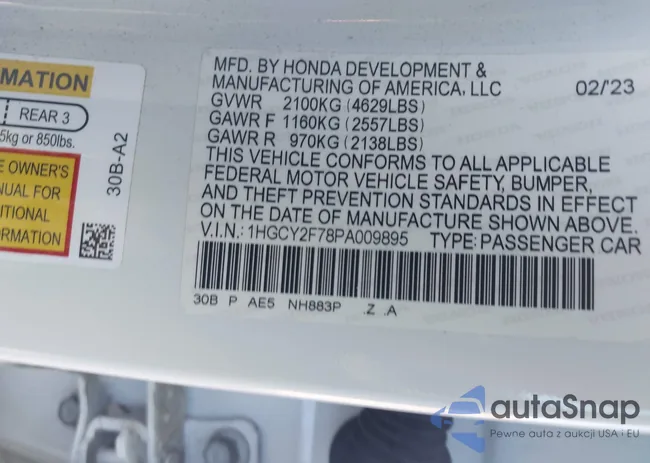 MATION
REAR 3
5kg or 850lbs.
E OWNER'S
NUAL FOR
ITIONAL
ORMATION
30B-A2
MFD. BY HONDA DEVELOPMENT &
MANUFACTURING OF AMERICA, LLC 02/23
GVWR 2100KG (4629LBS)
GAWR F 1160KG (2557LBS)
GAWR R 970KG (2138LBS)
THIS VEHICLE CONFORMS TO ALL APPLICABLE
FEDERAL MOTOR VEHICLE SAFETY, BUMPER,
AND THEFT PREVENTION STANDARDS IN EFFECT
ON THE DATE OF MANUFACTURE SHOWN ABOVE.
V.I.N.: 1HGCY2F78PA009895 TYPE: PASSENGER CAR
30B P AE5 NH883P .Z .A
autaSnap
Pewne auta z aukcji USA i EU